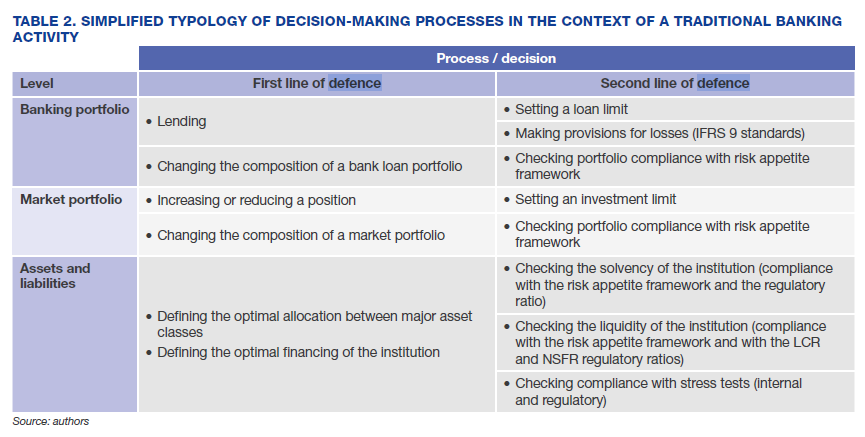 TABLE 2. SIMPLIFIED TYPOLOGY OF DECISION-MAKING PROCESSES IN THE CONTEXT OF A TRADITIONAL BANKING
ACTIVITY
Process / decision
Level
First line of defence
Second line of defence
Banking portfolio
• Lending
• Setting a loan limit
• Making provisions for losses (IFRS 9 standards)
• Changing the composition of a bank loan portfolio
• Checking portfolio compliance with risk appetite
framework
Market portfolio
• Increasing or reducing a position
• Setting an investment limit
• Changing the composition of a market portfolio
• Checking portfolio compliance with risk appetite
framework
Assets and
liabilities
• Defining the optimal allocation between major asset
classes
• Defining the optimal financing of the institution
• Checking the solvency of the institution (compliance
with the risk appetite framework and the regulatory
ratio)
• Checking the liquidity of the institution (compliance
with the risk appetite framework and with the LCR
and NSFR regulatory ratios)
• Checking compliance with stress tests (internal
and regulatory)
Source: authors